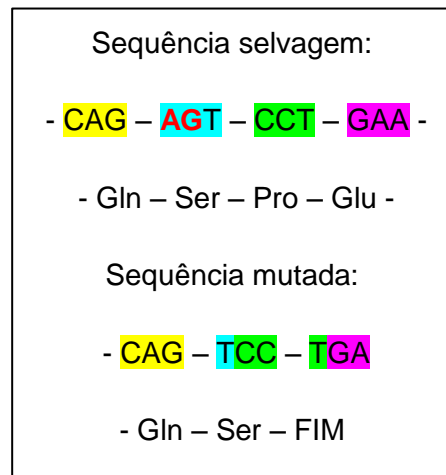 Sequência selvagem:
- CAG – AGT – CCT – GAA -
- Gln – Ser – Pro – Glu -
Sequência mutada:
- CAG – TCC – TGA
- Gln – Ser – FIM